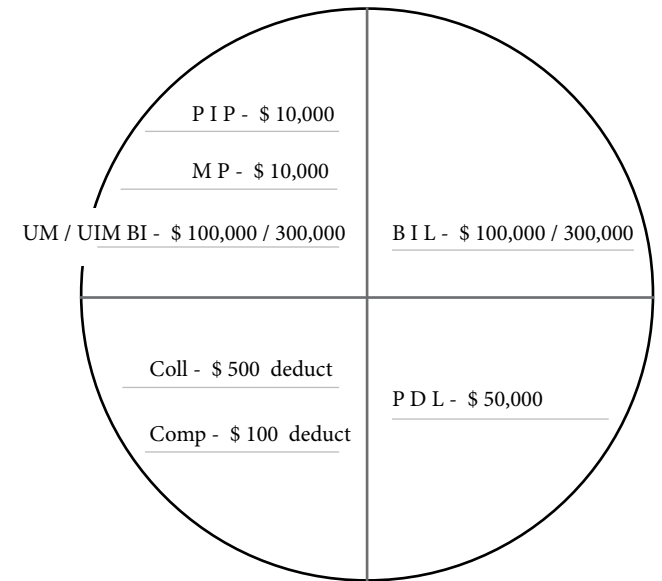 P I P - $ 10,000
M P - $ 10,000
UM / UIM BI - $ 100,000 / 300,000
B I L - $ 100,000 / 300,000
Coll - $ 500 deduct
P D L - $ 50,000
Comp - $ 100 deduct